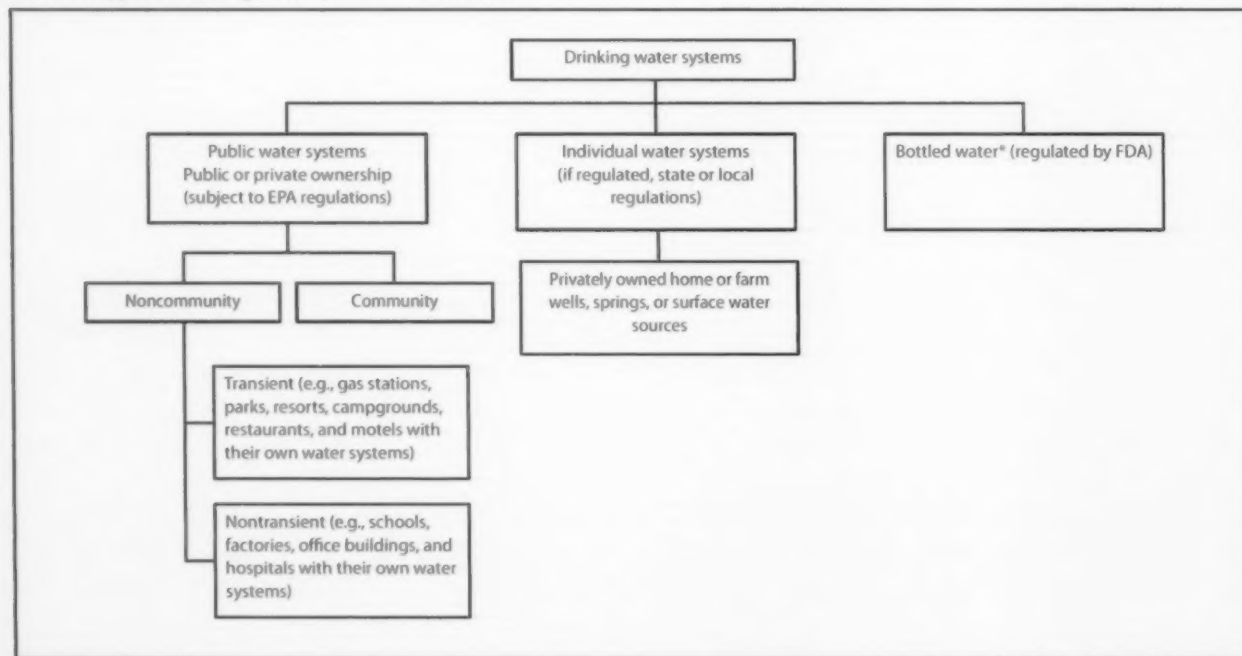 Drinking water systems
Public water systems
Public or private ownership
(subject to EPA regulations)
Individual water systems
(if regulated, state or local
regulations)
Bottled water* (regulated by FDA)
Noncommunity
Community
Privately owned home or farm
wells, springs, or surface water
sources
Transient (e.g., gas stations,
parks, resorts, campgrounds,
restaurants, and motels with
their own water systems)
Nontransient (e.g., schools,
factories, office buildings, and
hospitals with their own water
systems)